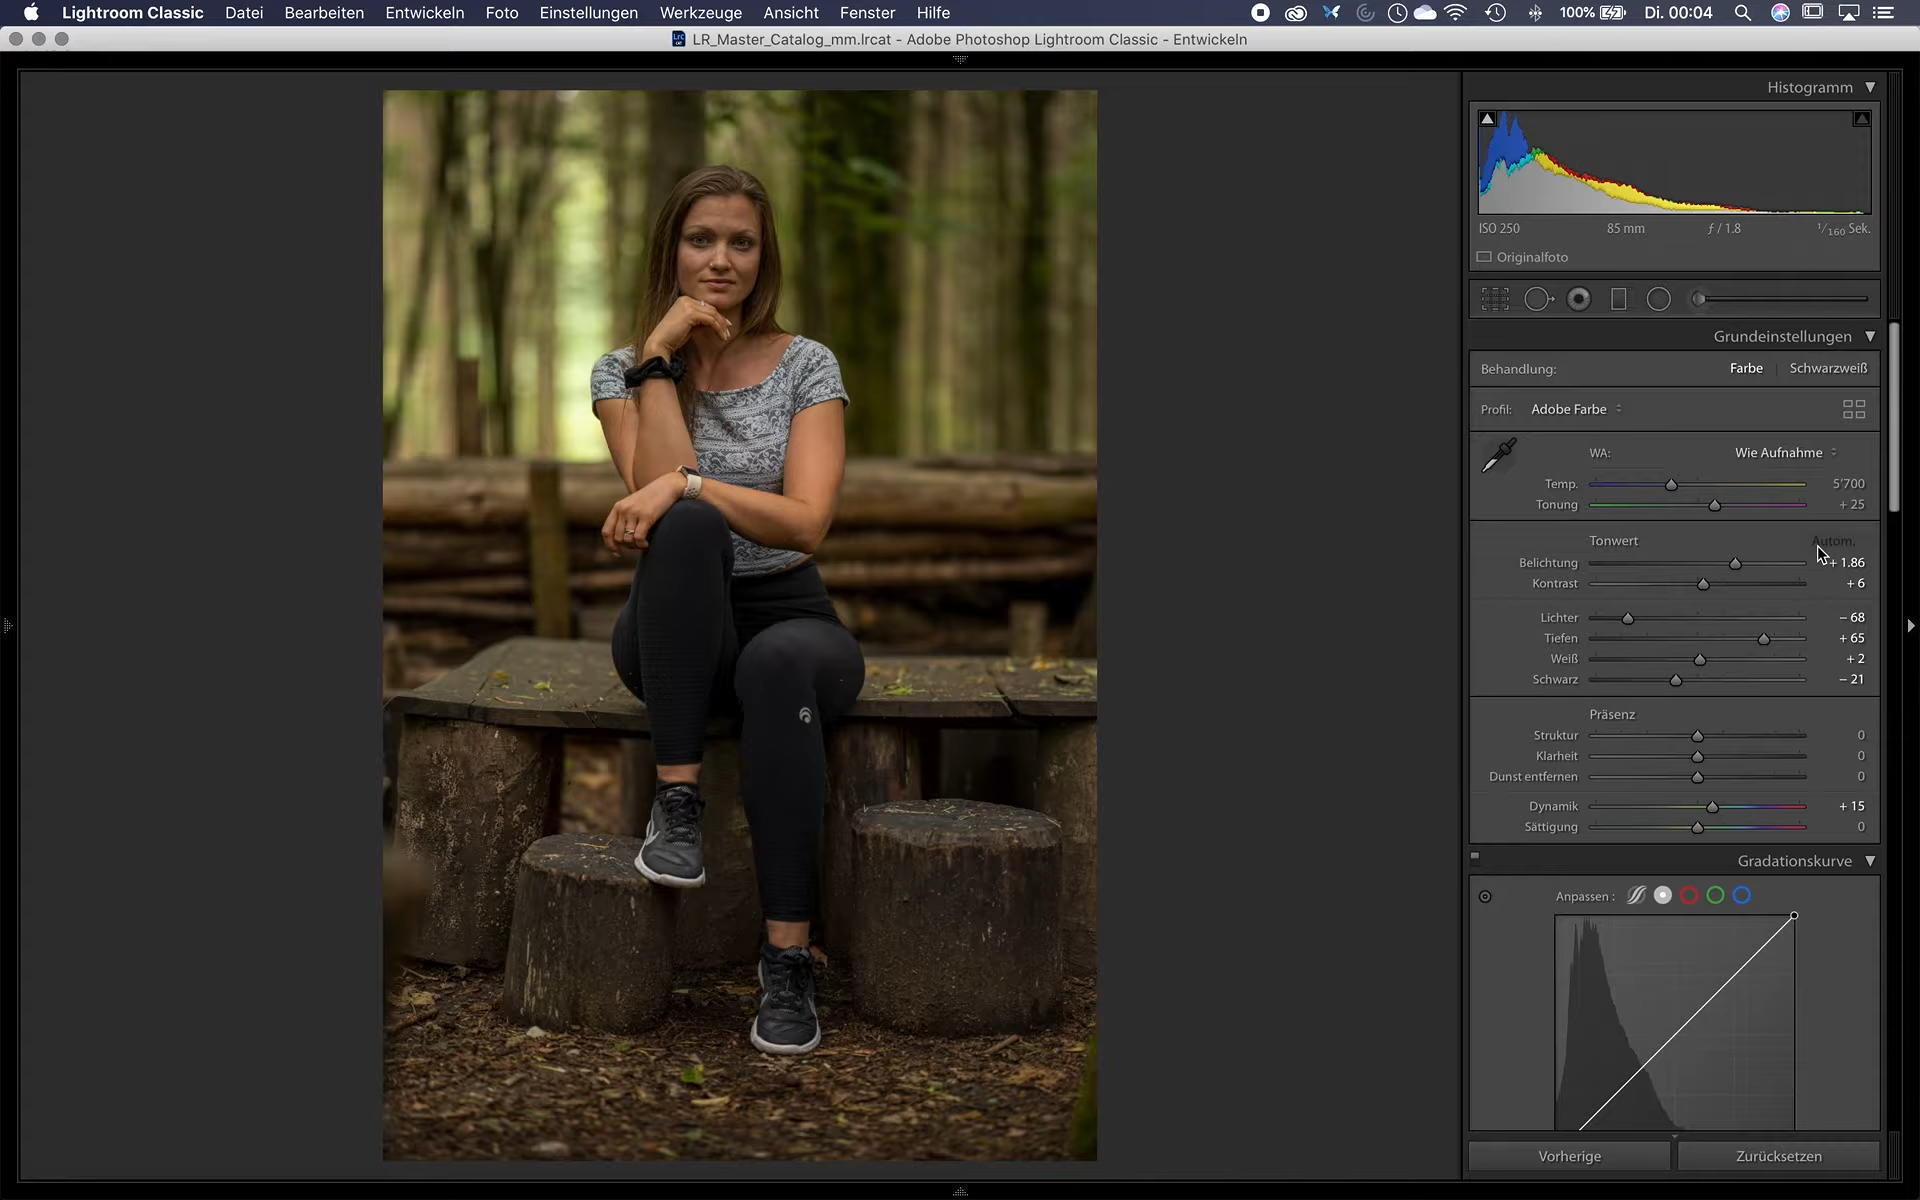 Lightroom Classic Datei Bearbeiten Entwickeln Foto Einstellungen Werkzeuge Ansicht Fenster Hilfe 100% Di. 00:04
LR_Master_Catalog_mm.lrcat - Adobe Photoshop Lightroom Classic - Entwickeln
Histogramm
ISO 250 85 mm ƒ / 1.8 1/160 Sek.
Originalfoto
Grundeinstellungen
Behandlung: Farbe Schwarzweiß
Profil: Adobe Farbe
WA: Wie Aufnahme
Temp. 5'700
Tonung + 25
Tonwert Autom.
Belichtung + 1.86
Kontrast + 6
Lichter − 68
Tiefen + 65
Weiß + 2
Schwarz − 21
Präsenz
Struktur 0
Klarheit 0
Dunst entfernen 0
Dynamik + 15
Sättigung 0
Gradationskurve
Anpassen :
Vorherige Zurücksetzen